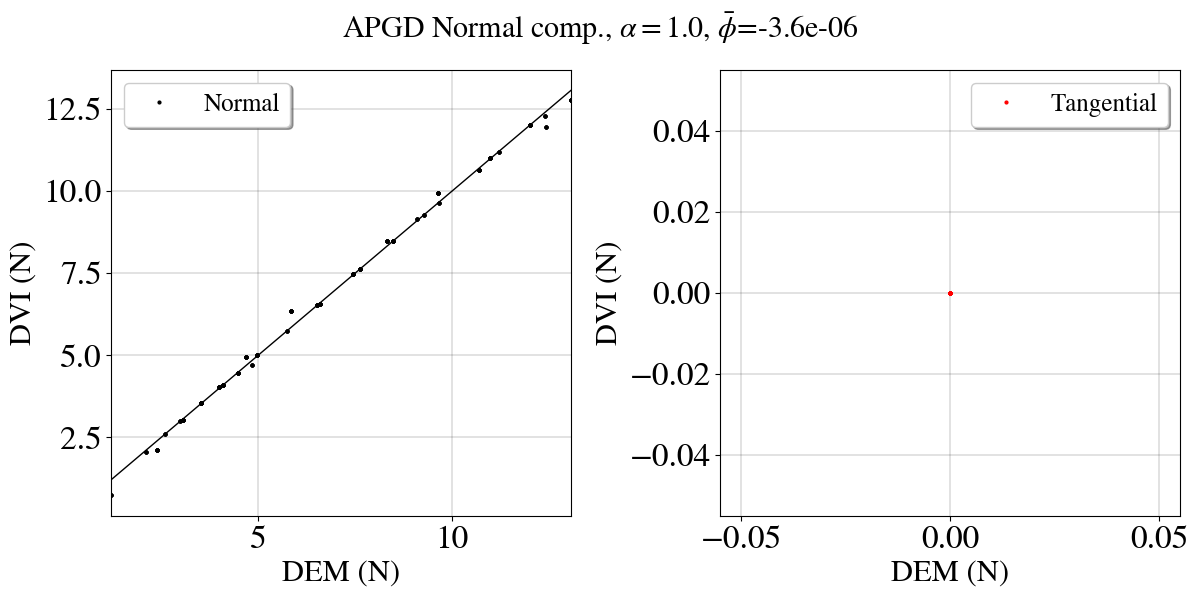 APGD Normal comp., α = 1.0, ϕ̄=-3.6e-06
Normal
12.5
10.0
7.5
5.0
2.5
5
10
DEM (N)
DVI (N)
Tangential
0.04
0.02
0.00
−0.02
−0.04
−0.05
0.00
0.05
DEM (N)
DVI (N)